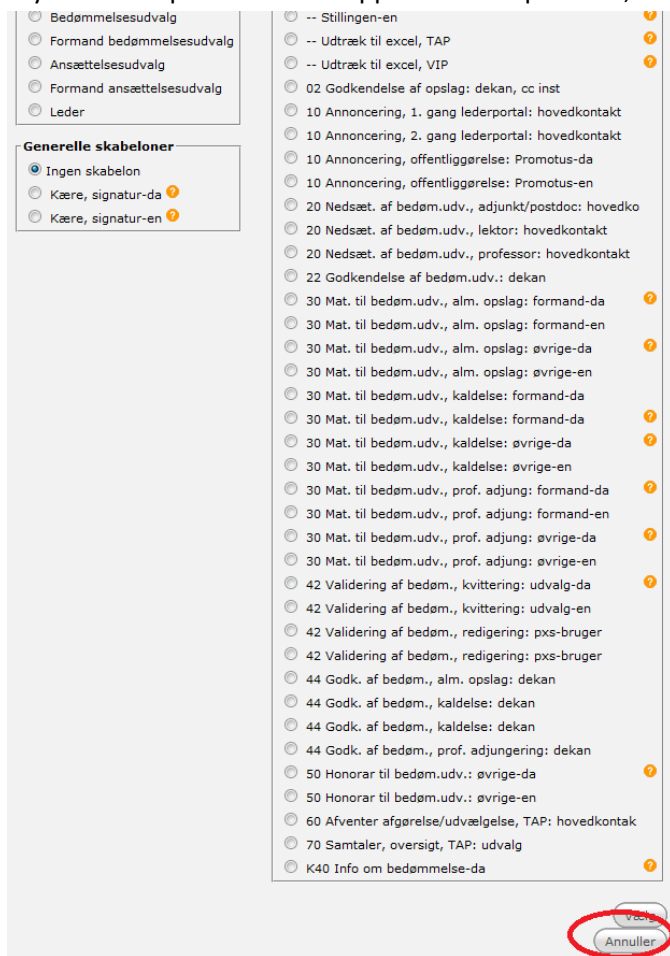 Bedømmelsesudvalg
Formand bedømmelsesudvalg
Ansættelsesudvalg
Formand ansættelsesudvalg
Leder
Generelle skabeloner
Ingen skabelon
Kære, signatur-da
Kære, signatur-en
-- Stillingen-en
-- Udtræk til excel, TAP
-- Udtræk til excel, VIP
02 Godkendelse af opslag: dekan, cc inst
10 Annoncering, 1. gang lederportal: hovedkontakt
10 Annoncering, 2. gang lederportal: hovedkontakt
10 Annoncering, offentliggørelse: Promotus-da
10 Annoncering, offentliggørelse: Promotus-en
20 Nedsæt. af bedøm.udv., adjunkt/postdoc: hovedko
20 Nedsæt. af bedøm.udv., lektor: hovedkontakt
20 Nedsæt. af bedøm.udv., professor: hovedkontakt
22 Godkendelse af bedøm.udv.: dekan
30 Mat. til bedøm.udv., alm. opslag: formand-da
30 Mat. til bedøm.udv., alm. opslag: formand-en
30 Mat. til bedøm.udv., alm. opslag: øvrige-da
30 Mat. til bedøm.udv., alm. opslag: øvrige-en
30 Mat. til bedøm.udv., kaldelse: formand-da
30 Mat. til bedøm.udv., kaldelse: formand-da
30 Mat. til bedøm.udv., kaldelse: øvrige-da
30 Mat. til bedøm.udv., kaldelse: øvrige-en
30 Mat. til bedøm.udv., prof. adjung: formand-da
30 Mat. til bedøm.udv., prof. adjung: formand-en
30 Mat. til bedøm.udv., prof. adjung: øvrige-da
30 Mat. til bedøm.udv., prof. adjung: øvrige-en
42 Validering af bedøm., kvittering: udvalg-da
42 Validering af bedøm., kvittering: udvalg-en
42 Validering af bedøm., redigering: pxs-bruger
42 Validering af bedøm., redigering: pxs-bruger
44 Godk. af bedøm., alm. opslag: dekan
44 Godk. af bedøm., kaldelse: dekan
44 Godk. af bedøm., kaldelse: dekan
44 Godk. af bedøm., prof. adjungering: dekan
50 Honorar til bedøm.udv.: øvrige-da
50 Honorar til bedøm.udv.: øvrige-en
60 Afventer afgørelse/udvælgelse, TAP: hovedkontak
70 Samtaler, oversigt, TAP: udvalg
K40 Info om bedømmelse-da
Vælg
Annuller